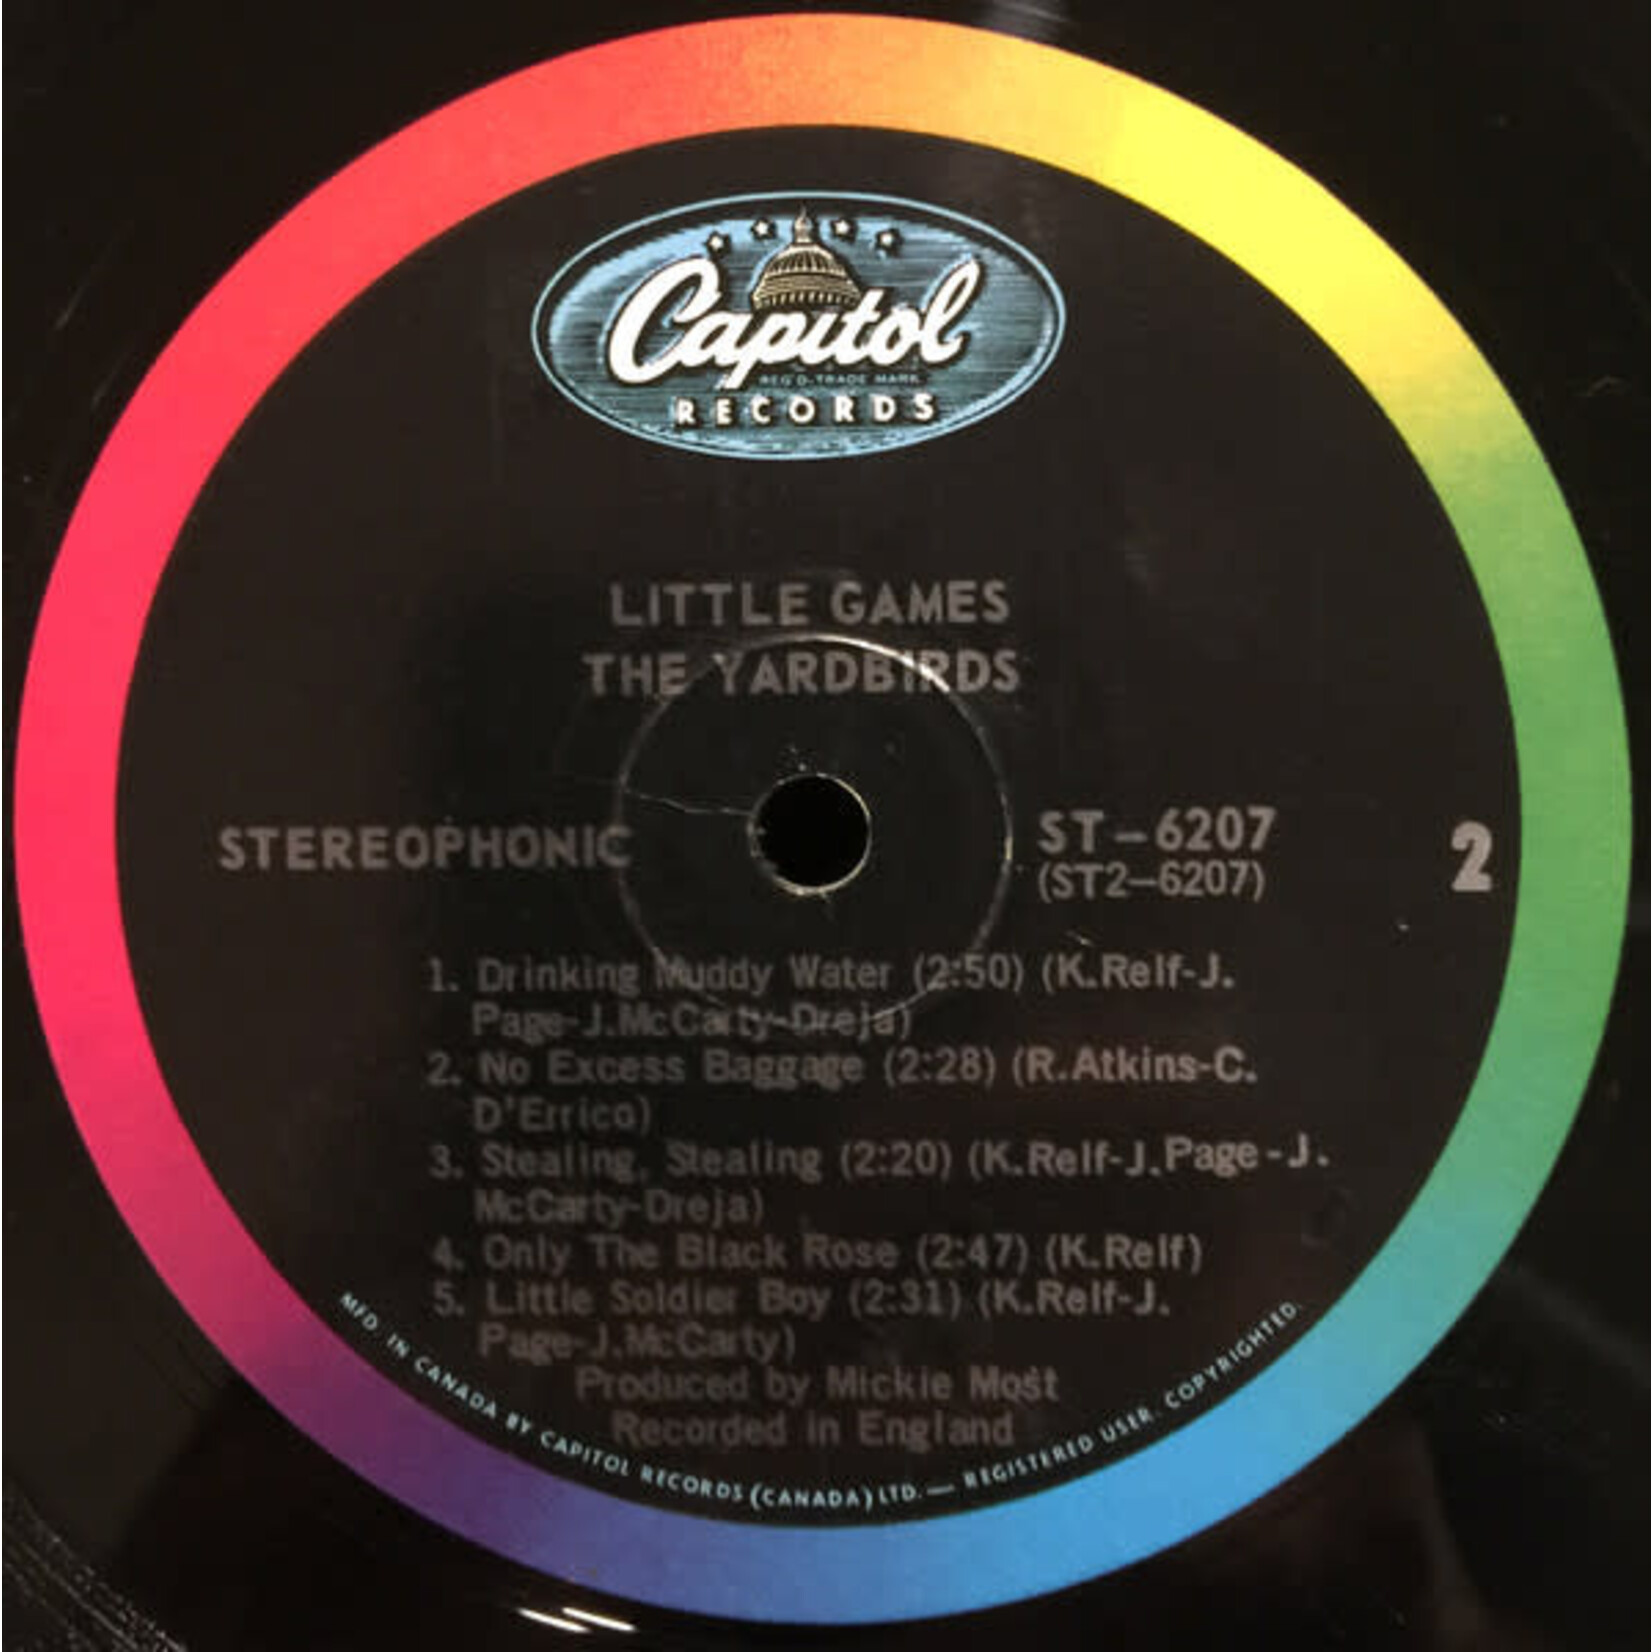 Capitol
REG'D-TRADE MARK
RECORDS
LITTLE GAMES
THE YARDBIRDS
STEREOPHONIC
ST-6207
(ST2-6207)
2
1. Drinking Muddy Water (2:50) (K.Relf-J.
Page-J.McCarty-Dreja)
2. No Excess Baggage (2:28) (R.Atkins-C.
D'Errico)
3. Stealing, Stealing (2:20) (K.Relf-J.Page-J.
McCarty-Dreja)
4. Only The Black Rose (2:47) (K.Relf)
5. Little Soldier Boy (2:31) (K.Relf-J.
Page-J.McCarty)
Produced by Mickie Most
Recorded in England
MFD. IN CANADA BY CAPITOL RECORDS (CANADA) LTD. — REGISTERED USER. COPYRIGHTED.